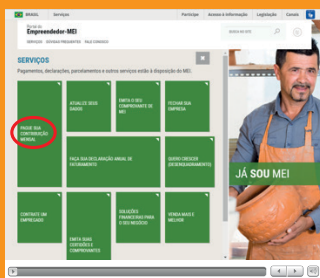 BRASIL Serviços Participe Acesso à informação Legislação Canais
Portal do
Empreendedor-MEI
SERVIÇOS DÚVIDAS FREQUENTES FALE CONOSCO
BUSCA NO SITE
SERVIÇOS
Pagamentos, declarações, parcelamentos e outros serviços estão à disposição do MEI.
PAGUE SUA
CONTRIBUIÇÃO
MENSAL
ATUALIZE SEUS
DADOS
EMITA O SEU
COMPROVANTE DE
MEI
FECHAR SUA
EMPRESA
FAÇA SUA DECLARAÇÃO ANUAL DE
FATURAMENTO
QUERO CRESCER
(DESENQUADRAMENTO)
CONTRATE UM
EMPREGADO
EMITA SUAS
CERTIDÕES E
COMPROVANTES
SOLUÇÕES
FINANCEIRAS PARA
O SEU NEGÓCIO
VENDA MAIS E
MELHOR
JÁ SOU MEI